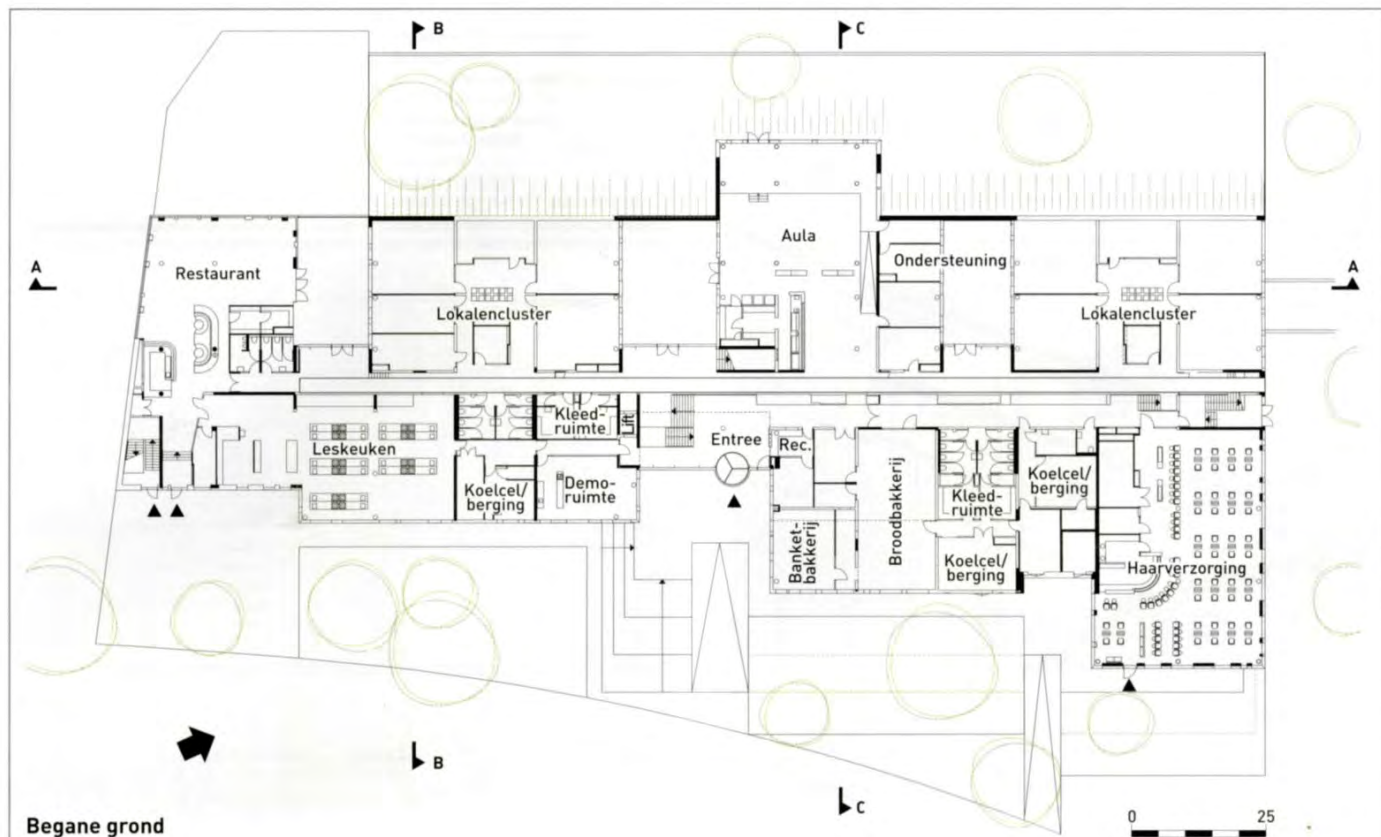 B
C
Aula
Ondersteuning
Restaurant
A
A
Lokalencluster
Lokalencluster
Kleed-
ruimte
Lift
Leskeuken
Entree
Rec.
Koelcel/
berging
Demo-
ruimte
Banket-
bakkerij
Broodbakkerij
Kleed-
ruimte
Koelcel/
berging
Koelcel/
berging
Haarverzorging
B
C
Begane grond
0
25